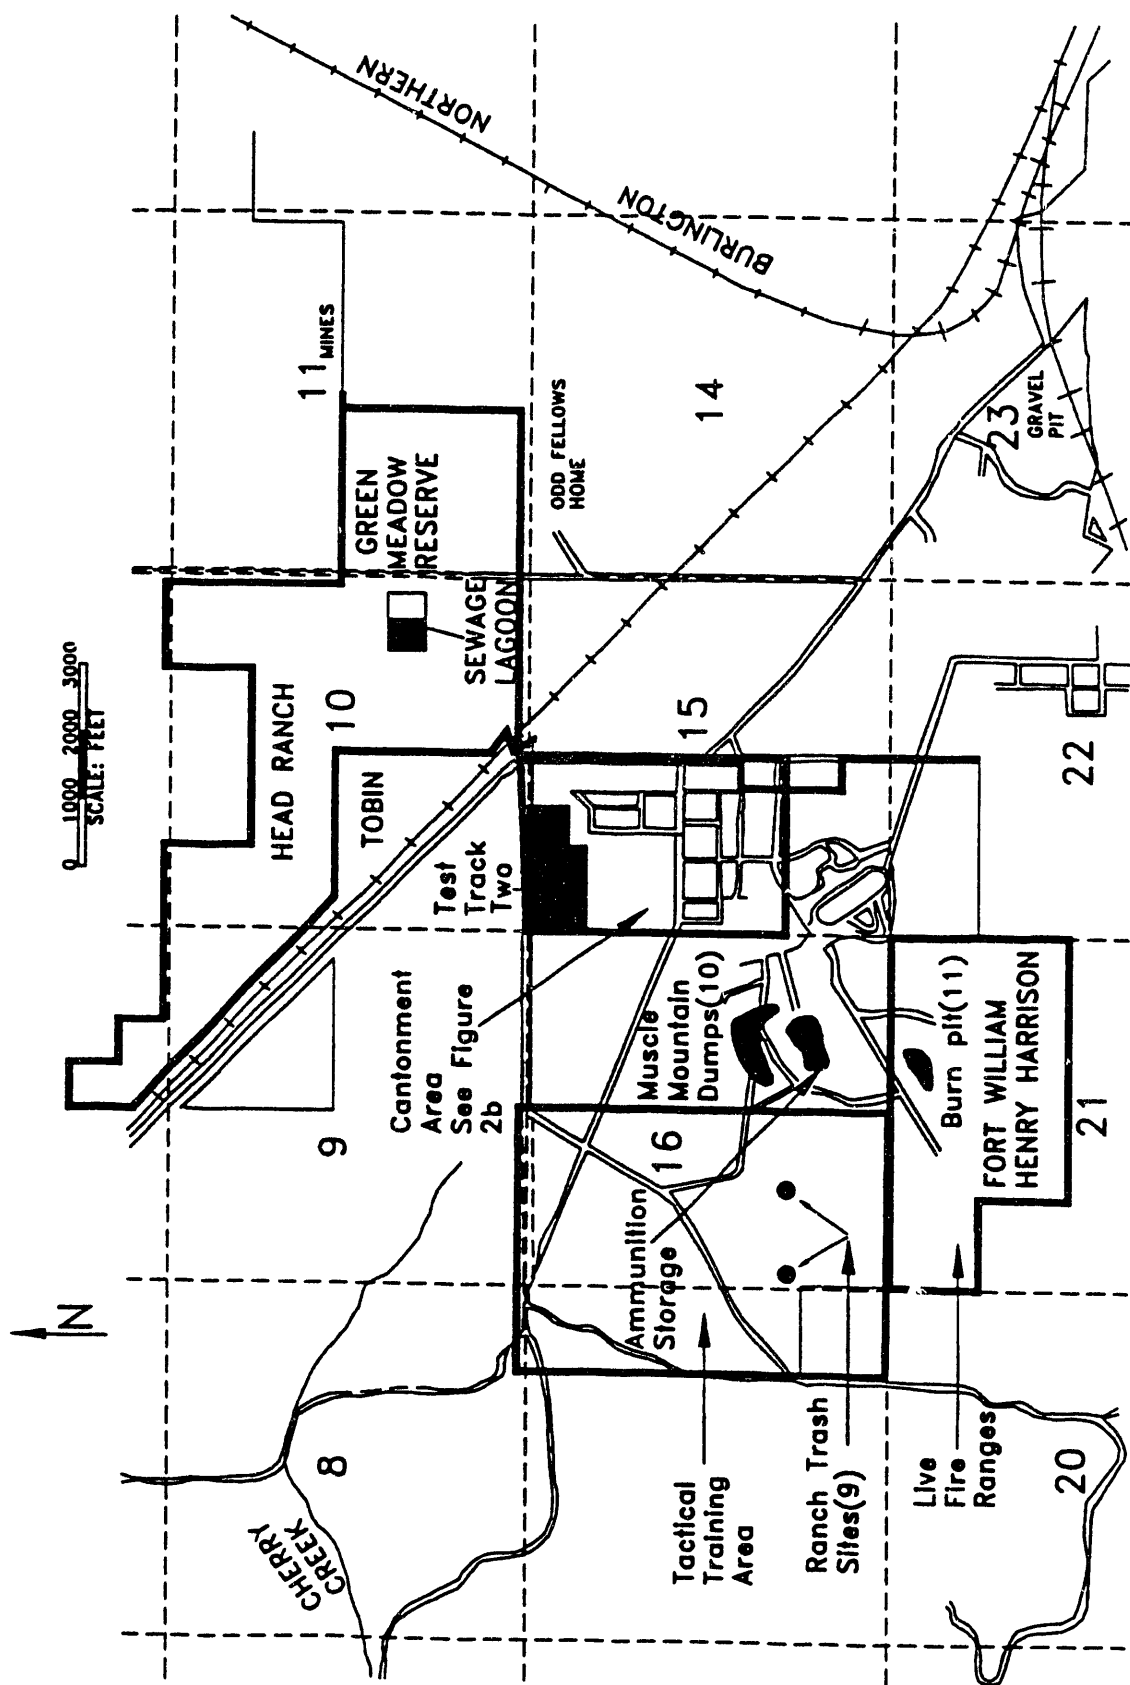 N
CHERRY
CREEK
8
9
HEAD RANCH
10
TOBIN
0 1000 2000 3000
SCALE: FEET
11
MINES
GREEN
MEADOW
RESERVE
SEWAGE
LAGOON
NORTHERN
BURLINGTON
Cantonment
Area
See Figure
2b
Test
Track
Two
ODD FELLOWS
HOME
14
15
16
Ammunition
Storage
Muscle
Mountain
Dumps(10)
Tactical
Training
Area
Ranch Trash
Sites(9)
Live
Fire
Ranges
20
Burn pit(11)
FORT WILLIAM
HENRY HARRISON
21
22
23
GRAVEL
PIT